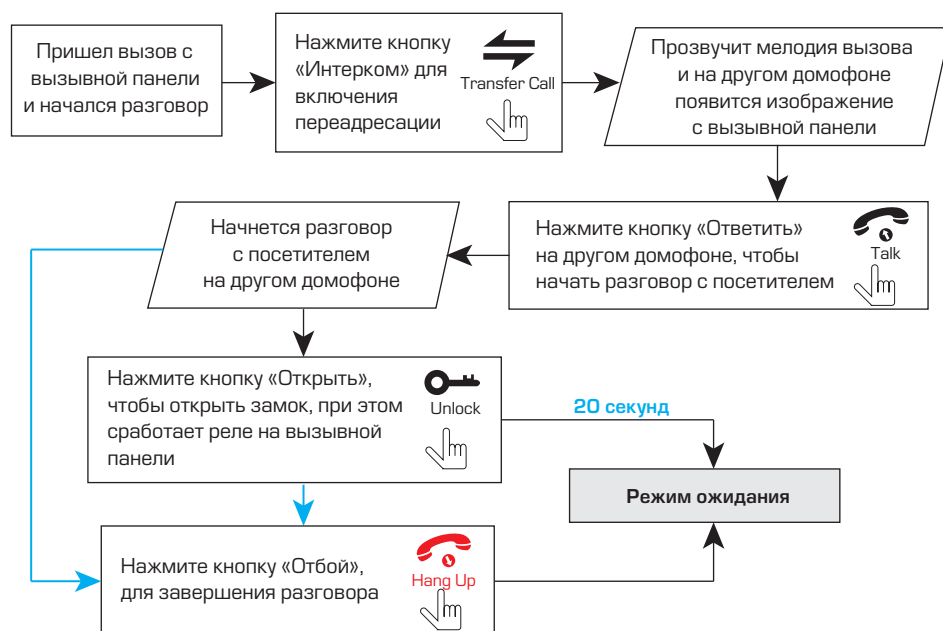 Пришел вызов с
вызывной панели
и начался разговор
Нажмите кнопку
«Интерком» для
включения
переадресации
Transfer Call
Прозвучит мелодия вызова
и на другом домофоне
появится изображение
с вызывной панели
Нажмите кнопку «Ответить»
на другом домофоне, чтобы
начать разговор с посетителем
Talk
Начнется разговор
с посетителем
на другом домофоне
Нажмите кнопку «Открыть»,
чтобы открыть замок, при этом
сработает реле на вызывной
панели
Unlock
20 секунд
Режим ожидания
Нажмите кнопку «Отбой»,
для завершения разговора
Hang Up